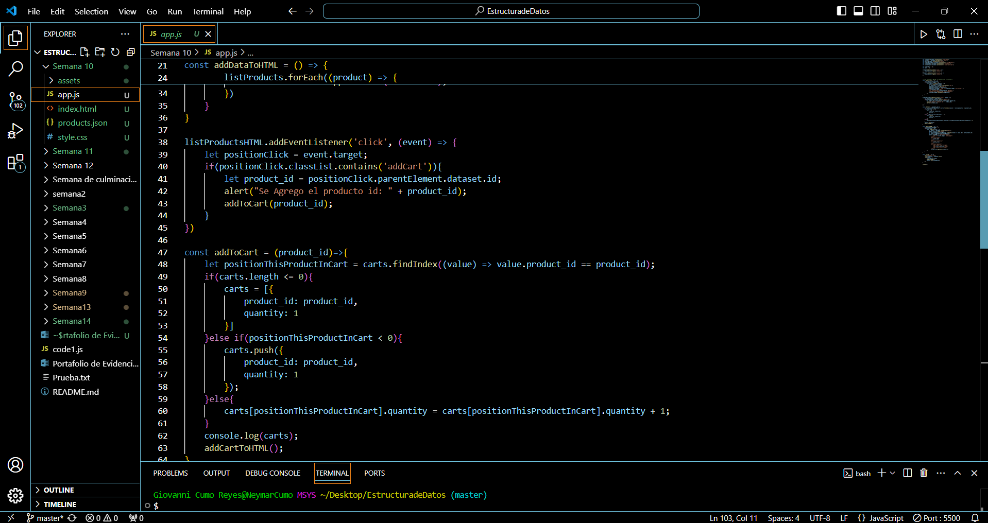 File Edit Selection View Go Run Terminal Help
EstructuradeDatos
EXPLORER
ESTRUC...
Semana 10
assets
JS app.js U
<> index.html U
{} products.json U
# style.css U
Semana 11
Semana 12
Semana de culminaci...
semana2
Semana3
Semana4
Semana5
Semana6
Semana7
Semana8
Semana9
Semana13
Semana14
~$rtafolio de Evi... U
JS code1.js
Portafolio de Evidenci...
Prueba.txt
README.md
OUTLINE
TIMELINE
102
1
JS app.js U
Semana 10 > JS app.js > ...
21 const addDataToHTML = () => {
24 listProducts.forEach((product) => {
34 })
35 }
36 }
37
38 listProductsHTML.addEventListener('click', (event) => {
39 let positionClick = event.target;
40 if(positionClick.classList.contains('addCart')){
41 let product_id = positionClick.parentElement.dataset.id;
42 alert("Se Agrego el producto id: " + product_id);
43 addToCart(product_id);
44 }
45 })
46
47 const addToCart = (product_id)=>{
48 let positionThisProductInCart = carts.findIndex((value) => value.product_id == product_id);
49 if(carts.length <= 0){
50 carts = [{
51 product_id: product_id,
52 quantity: 1
53 }]
54 }else if(positionThisProductInCart < 0){
55 carts.push({
56 product_id: product_id,
57 quantity: 1
58 });
59 }else{
60 carts[positionThisProductInCart].quantity = carts[positionThisProductInCart].quantity + 1;
61 }
62 console.log(carts);
63 addCartToHTML();
64 }
PROBLEMS OUTPUT DEBUG CONSOLE TERMINAL PORTS
bash
Giovanni Cumo Reyes@NeymarCumo MSYS ~/Desktop/EstructuradeDatos (master)
$
master* 0 0 0
Ln 103, Col 11 Spaces: 4 UTF-8 LF {} JavaScript Port : 5500